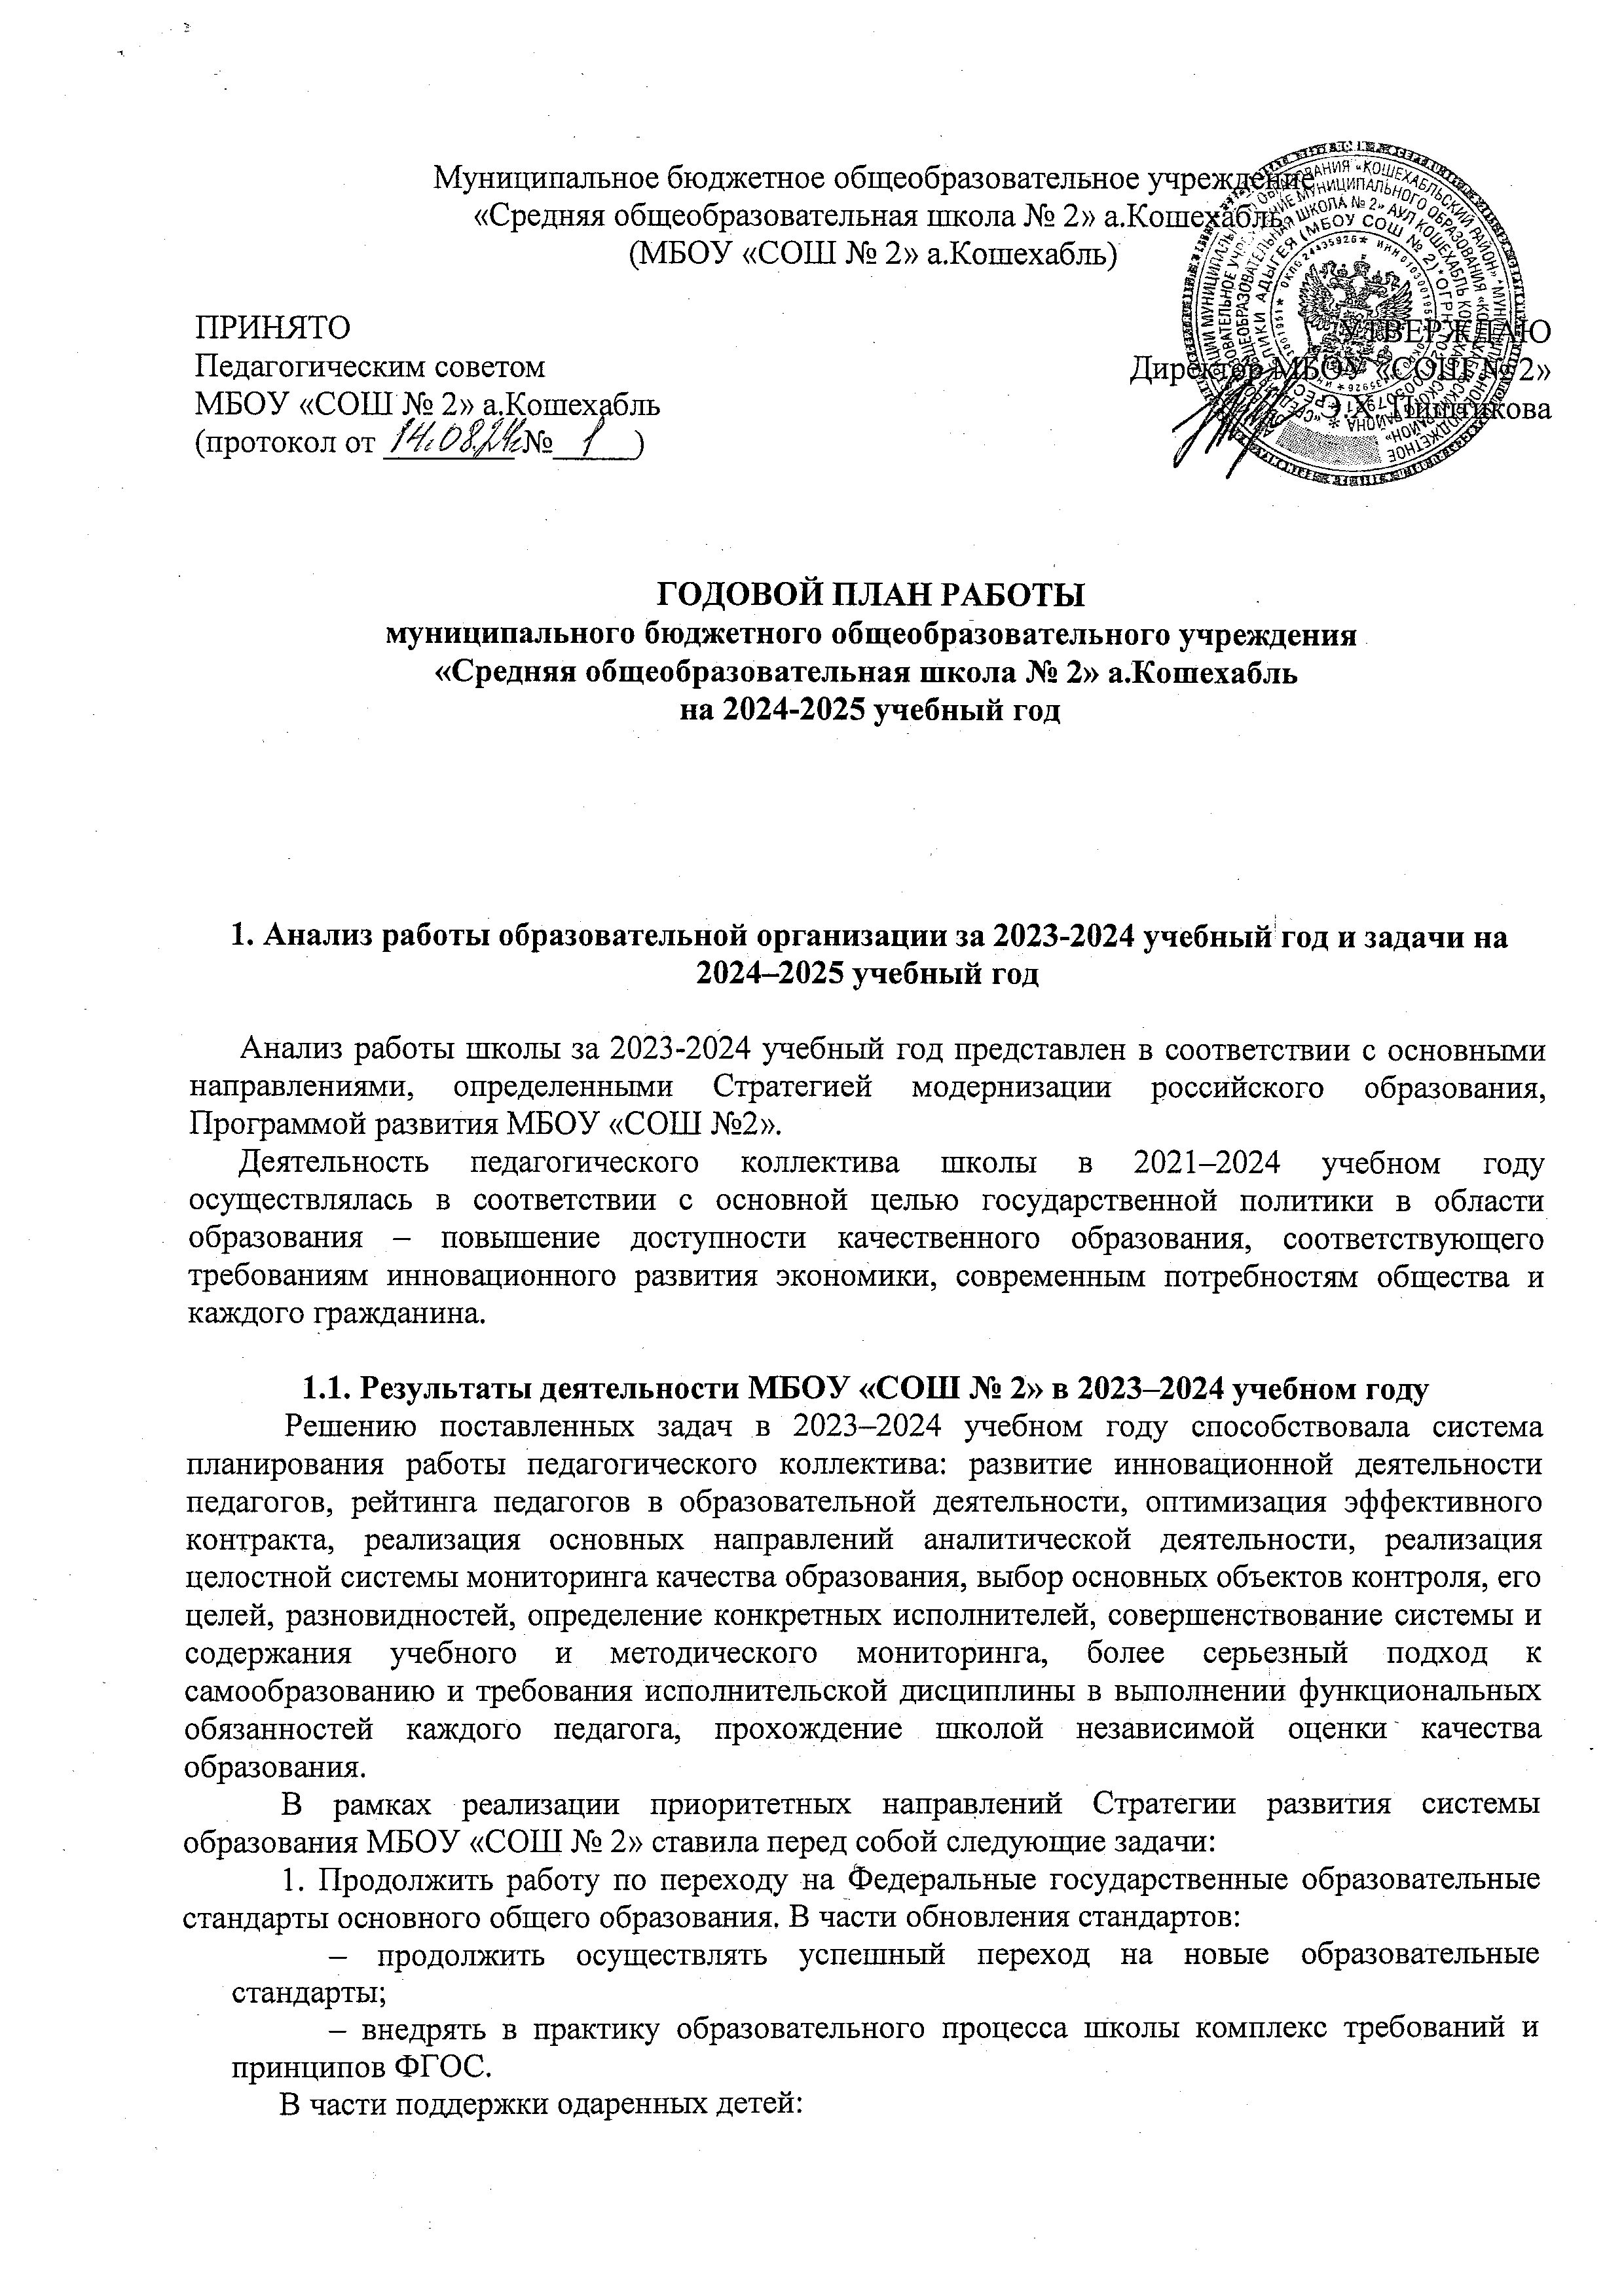 Муниципальное бюджетное общеобразовательное учреждение
«Средняя общеобразовательная школа № 2» а.Кошехабль
(МБОУ «СОШ № 2» а.Кошехабль)
ПРИНЯТО
Педагогическим советом
МБОУ «СОШ № 2» а.Кошехабль
(протокол от 14.08.24 № 1)
УТВЕРЖДАЮ
Директор МБОУ «СОШ № 2»
Э.Х. Пшигикова
ГОДОВОЙ ПЛАН РАБОТЫ
муниципального бюджетного общеобразовательного учреждения
«Средняя общеобразовательная школа № 2» а.Кошехабль
на 2024-2025 учебный год
1. Анализ работы образовательной организации за 2023-2024 учебный год и задачи на
2024–2025 учебный год
Анализ работы школы за 2023-2024 учебный год представлен в соответствии с основными
направлениями, определенными Стратегией модернизации российского образования,
Программой развития МБОУ «СОШ №2».
Деятельность педагогического коллектива школы в 2021–2024 учебном году
осуществлялась в соответствии с основной целью государственной политики в области
образования – повышение доступности качественного образования, соответствующего
требованиям инновационного развития экономики, современным потребностям общества и
каждого гражданина.
1.1. Результаты деятельности МБОУ «СОШ № 2» в 2023–2024 учебном году
Решению поставленных задач в 2023–2024 учебном году способствовала система
планирования работы педагогического коллектива: развитие инновационной деятельности
педагогов, рейтинга педагогов в образовательной деятельности, оптимизация эффективного
контракта, реализация основных направлений аналитической деятельности, реализация
целостной системы мониторинга качества образования, выбор основных объектов контроля, его
целей, разновидностей, определение конкретных исполнителей, совершенствование системы и
содержания учебного и методического мониторинга, более серьезный подход к
самообразованию и требования исполнительской дисциплины в выполнении функциональных
обязанностей каждого педагога, прохождение школой независимой оценки качества
образования.
В рамках реализации приоритетных направлений Стратегии развития системы
образования МБОУ «СОШ № 2» ставила перед собой следующие задачи:
1. Продолжить работу по переходу на Федеральные государственные образовательные
стандарты основного общего образования. В части обновления стандартов:
– продолжить осуществлять успешный переход на новые образовательные
стандарты;
– внедрять в практику образовательного процесса школы комплекс требований и
принципов ФГОС.
В части поддержки одаренных детей: